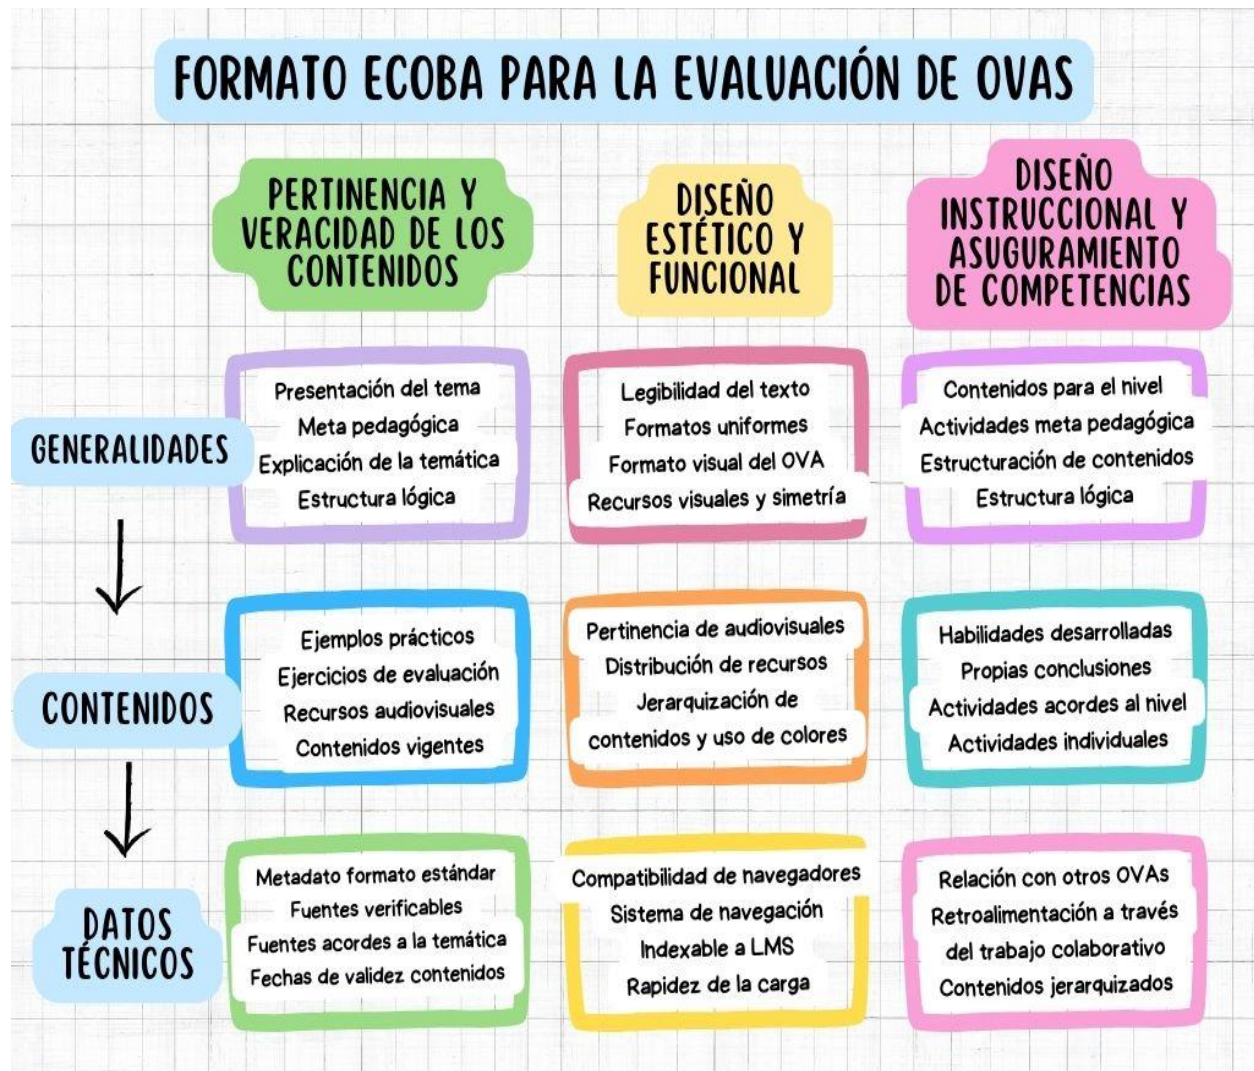 FORMATO ECOBA PARA LA EVALUACIÓN DE OVAS
PERTINENCIA Y
VERACIDAD DE LOS
CONTENIDOS
DISEÑO
ESTÉTICO Y
FUNCIONAL
DISEÑO
INSTRUCCIONAL Y
ASUGURAMIENTO
DE COMPETENCIAS
GENERALIDADES
Presentación del tema
Meta pedagógica
Explicación de la temática
Estructura lógica
Legibilidad del texto
Formatos uniformes
Formato visual del OVA
Recursos visuales y simetría
Contenidos para el nivel
Actividades meta pedagógica
Estructuración de contenidos
Estructura lógica
CONTENIDOS
Ejemplos prácticos
Ejercicios de evaluación
Recursos audiovisuales
Contenidos vigentes
Pertinencia de audiovisuales
Distribución de recursos
Jerarquización de
contenidos y uso de colores
Habilidades desarrolladas
Propias conclusiones
Actividades acordes al nivel
Actividades individuales
DATOS
TÉCNICOS
Metadato formato estándar
Fuentes verificables
Fuentes acordes a la temática
Fechas de validez contenidos
Compatibilidad de navegadores
Sistema de navegación
Indexable a LMS
Rapidez de la carga
Relación con otros OVAs
Retroalimentación a través
del trabajo colaborativo
Contenidos jerarquizados